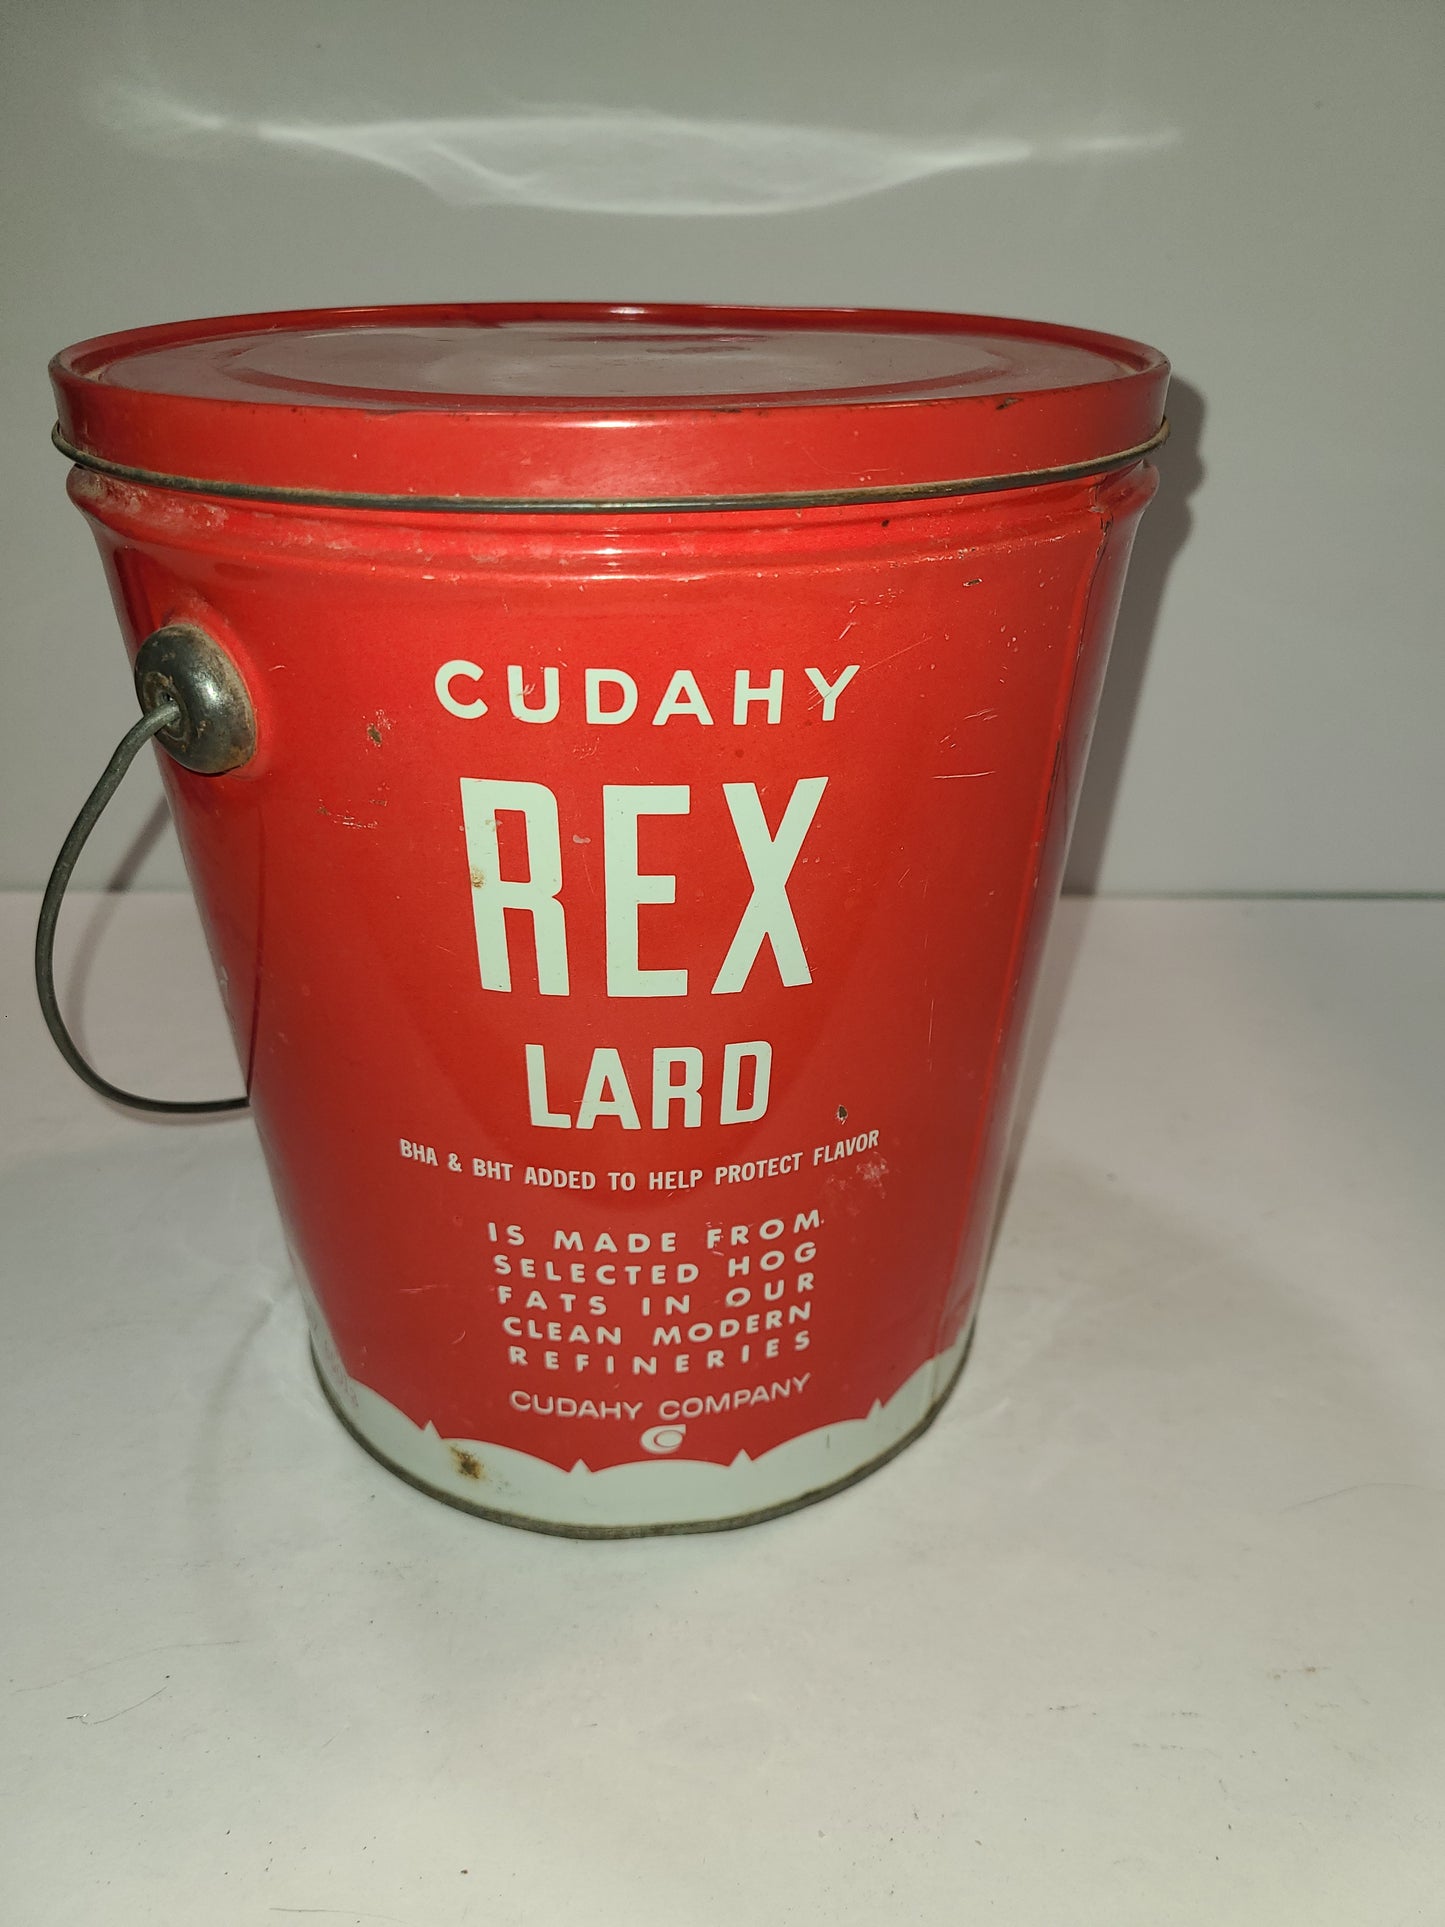 CUDAHY
REX
LARD
BHA & BHT ADDED TO HELP PROTECT FLAVOR
IS MADE FROM
SELECTED HOG
FATS IN OUR
CLEAN MODERN
REFINERIES
CUDAHY COMPANY